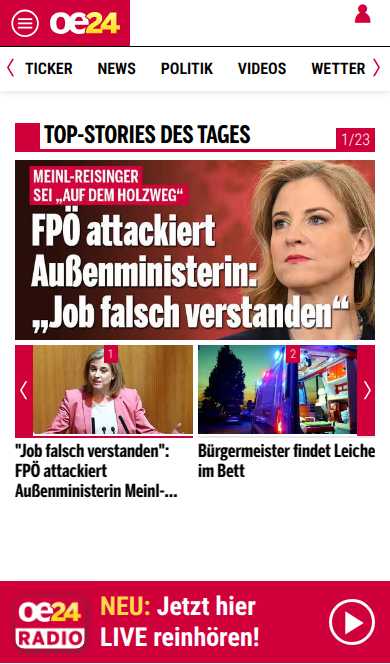 oe24
TICKER NEWS POLITIK VIDEOS WETTER
TOP-STORIES DES TAGES
1/23
MEINL-REISINGER
SEI „AUF DEM HOLZWEG“
FPÖ attackiert
Außenministerin:
„Job falsch verstanden“
1
2
"Job falsch verstanden":
FPÖ attackiert
Außenministerin Meinl-...
Bürgermeister findet Leiche
im Bett
oe24
RADIO
NEU: Jetzt hier
LIVE reinhören!